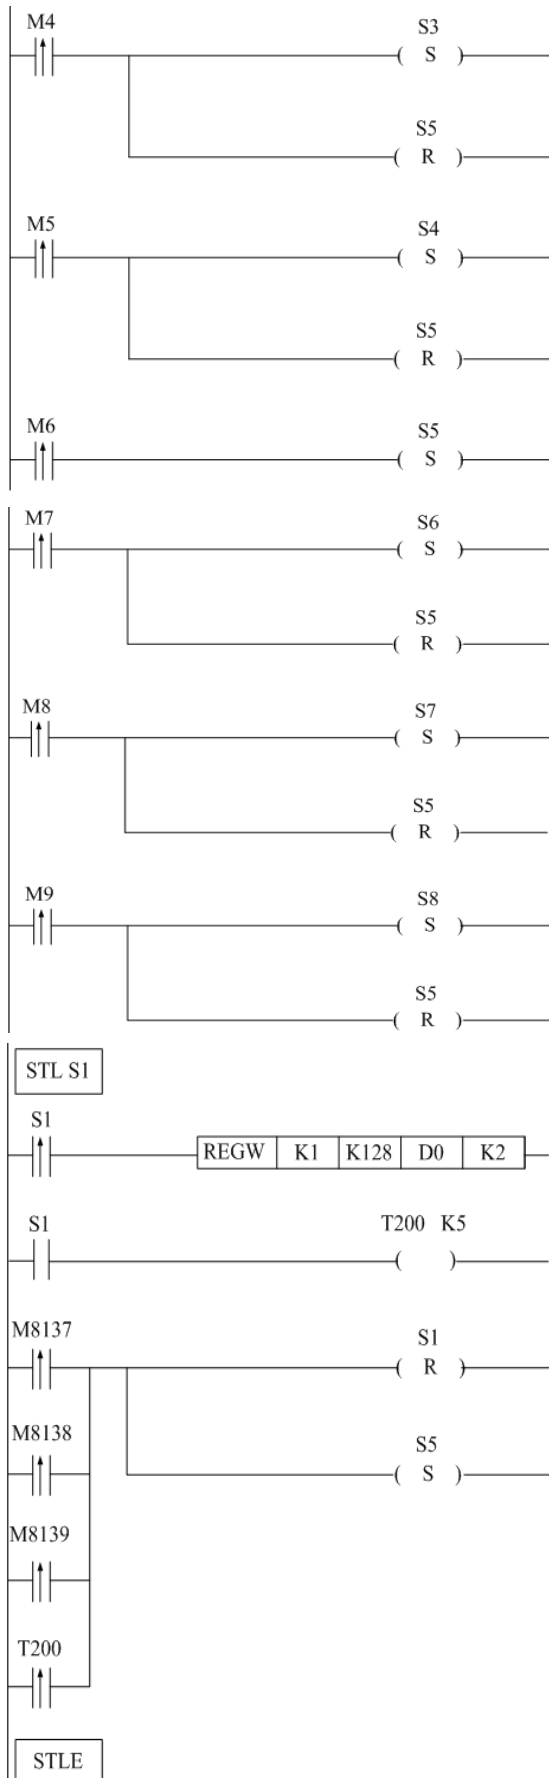 M4
S3
( S )
S5
( R )
M5
S4
( S )
S5
( R )
M6
S5
( S )
M7
S6
( S )
S5
( R )
M8
S7
( S )
S5
( R )
M9
S8
( S )
S5
( R )
STL S1
S1
REGW K1 K128 D0 K2
S1
T200 K5
( )
M8137
S1
( R )
M8138
S5
( S )
M8139
T200
STLE